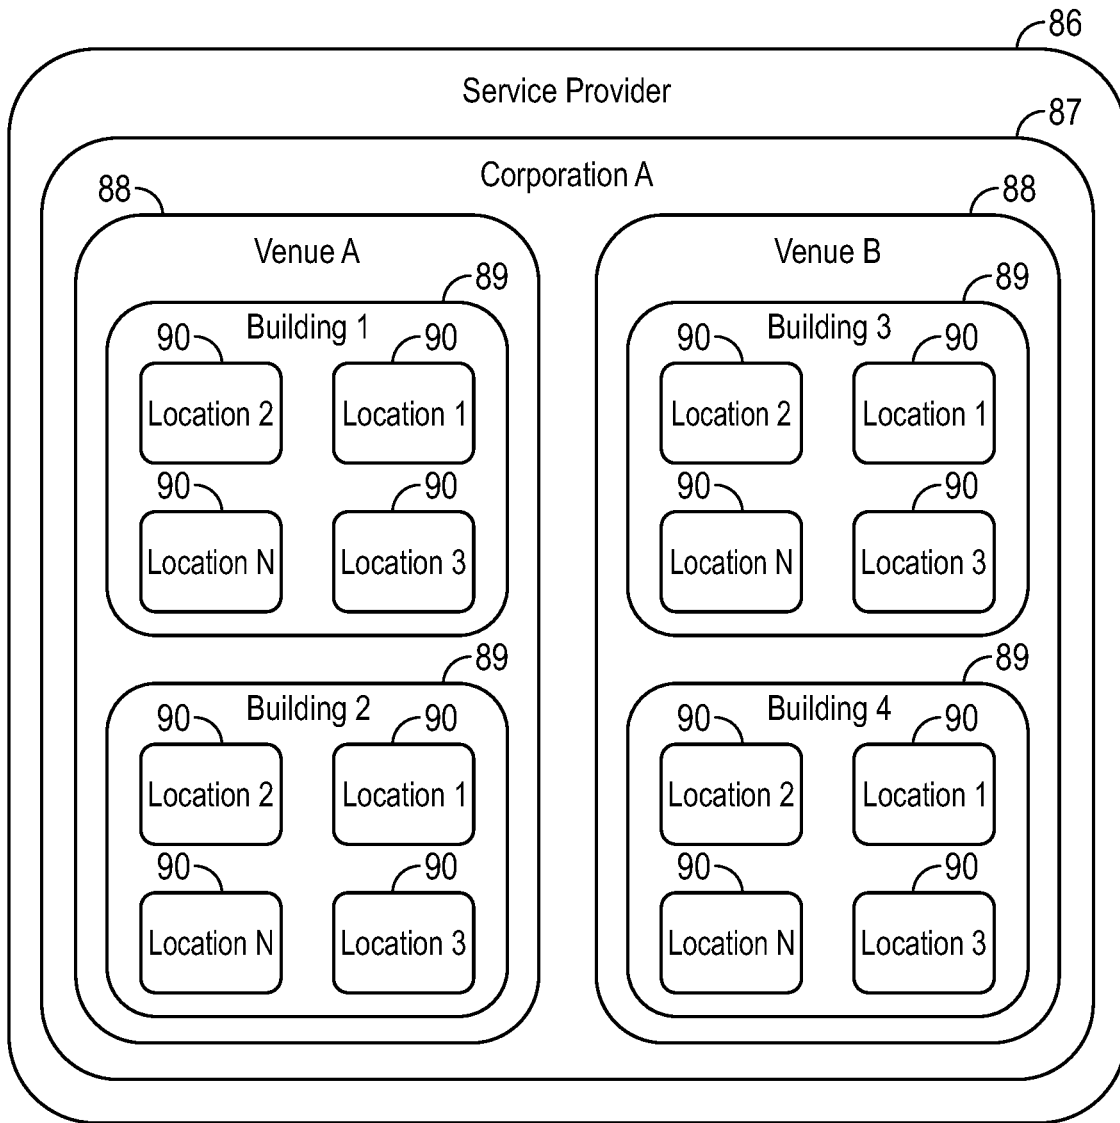 86
Service Provider
87
Corporation A
88
88
Venue A
Venue B
89
89
Building 1
Building 3
90
90
90
90
Location 2
Location 1
Location 2
Location 1
90
90
90
90
Location N
Location 3
Location N
Location 3
89
89
Building 2
Building 4
90
90
90
90
Location 2
Location 1
Location 2
Location 1
90
90
90
90
Location N
Location 3
Location N
Location 3